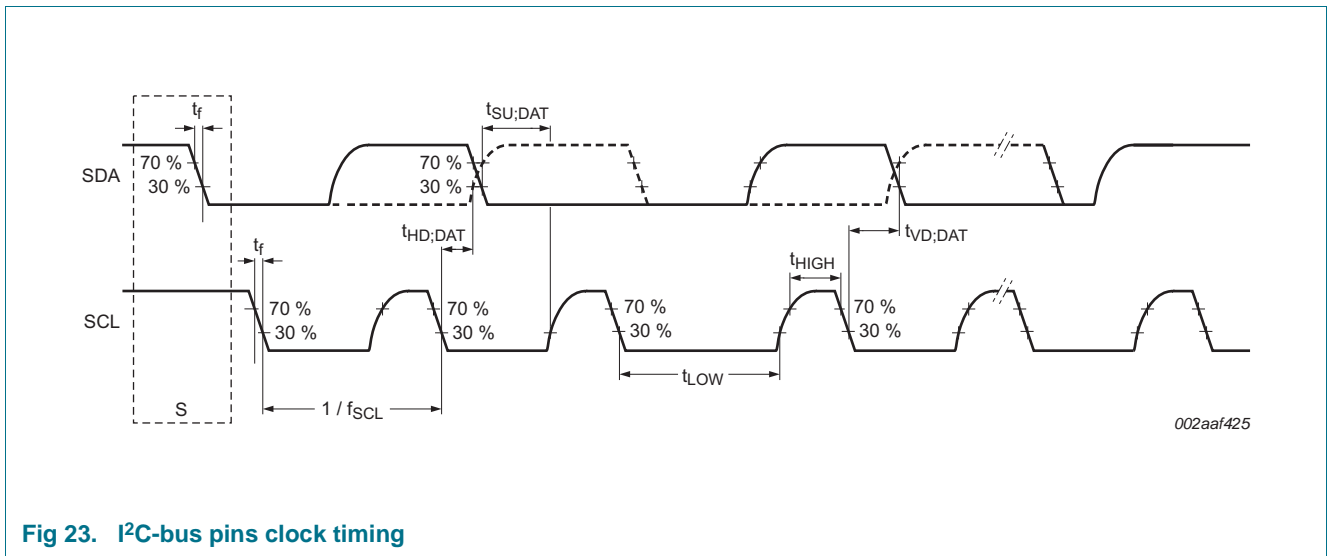 tf
tSU;DAT
70 %
30 %
SDA
70 %
30 %
tHD;DAT
tVD;DAT
tf
tHIGH
70 %
30 %
SCL
70 %
30 %
70 %
30 %
70 %
30 %
tLOW
1 / fSCL
S
002aaf425
Fig 23. I2C-bus pins clock timing